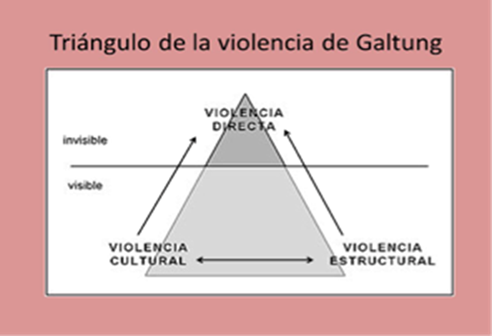 Triángulo de la violencia de Galtung
VIOLENCIA
DIRECTA
invisible
visible
VIOLENCIA
CULTURAL
VIOLENCIA
ESTRUCTURAL